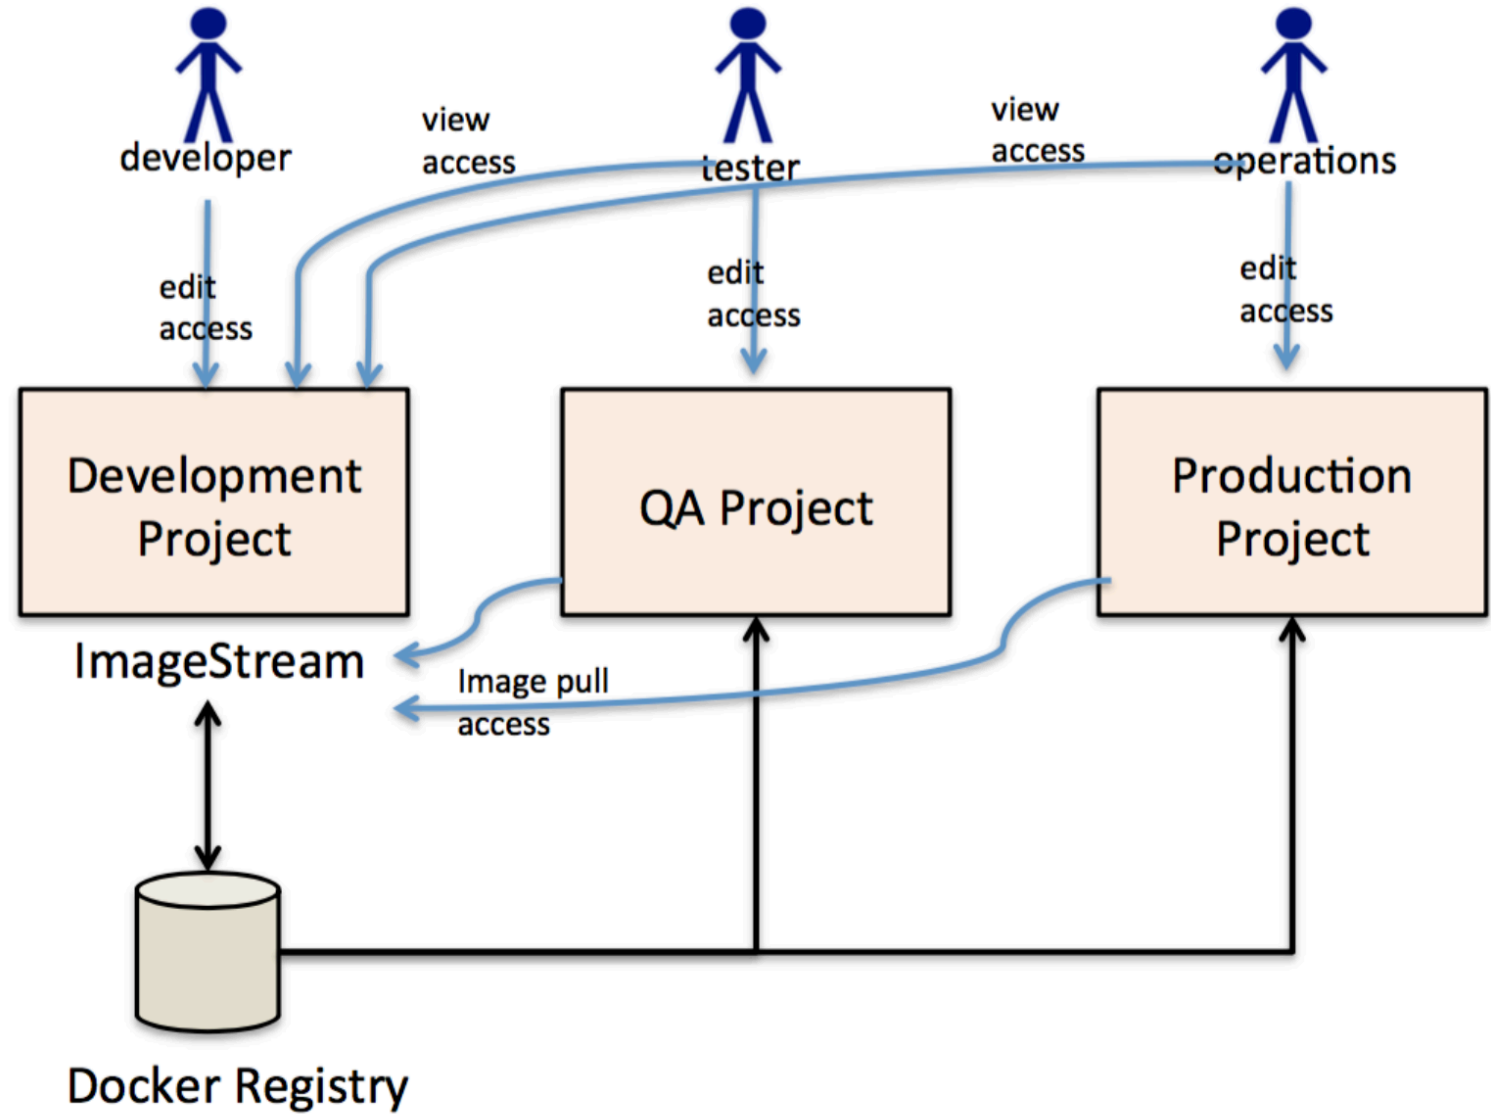 developer
view
access
tester
view
access
operations
edit
access
edit
access
edit
access
Development
Project
QA Project
Production
Project
ImageStream
Image pull
access
Docker Registry